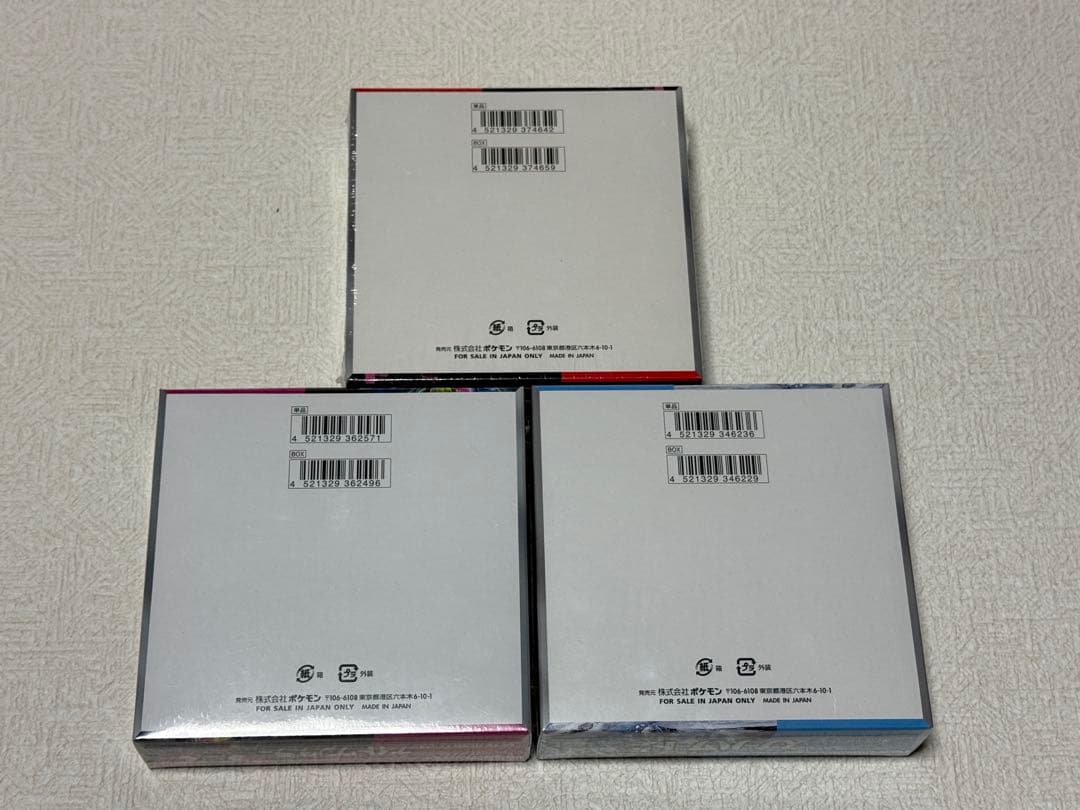 単品
4 521329 374642
BOX
4 521329 374659
紙 箱 プラ 外装
発売元 株式会社ポケモン 〒106-6108 東京都港区六本木6-10-1
FOR SALE IN JAPAN ONLY MADE IN JAPAN
単品
4 521329 362571
BOX
4 521329 362496
紙 箱 プラ 外装
発売元 株式会社ポケモン 〒106-6108 東京都港区六本木6-10-1
FOR SALE IN JAPAN ONLY MADE IN JAPAN
単品
4 521329 346236
BOX
4 521329 346229
紙 箱 プラ 外装
発売元 株式会社ポケモン 〒106-6108 東京都港区六本木6-10-1
FOR SALE IN JAPAN ONLY MADE IN JAPAN